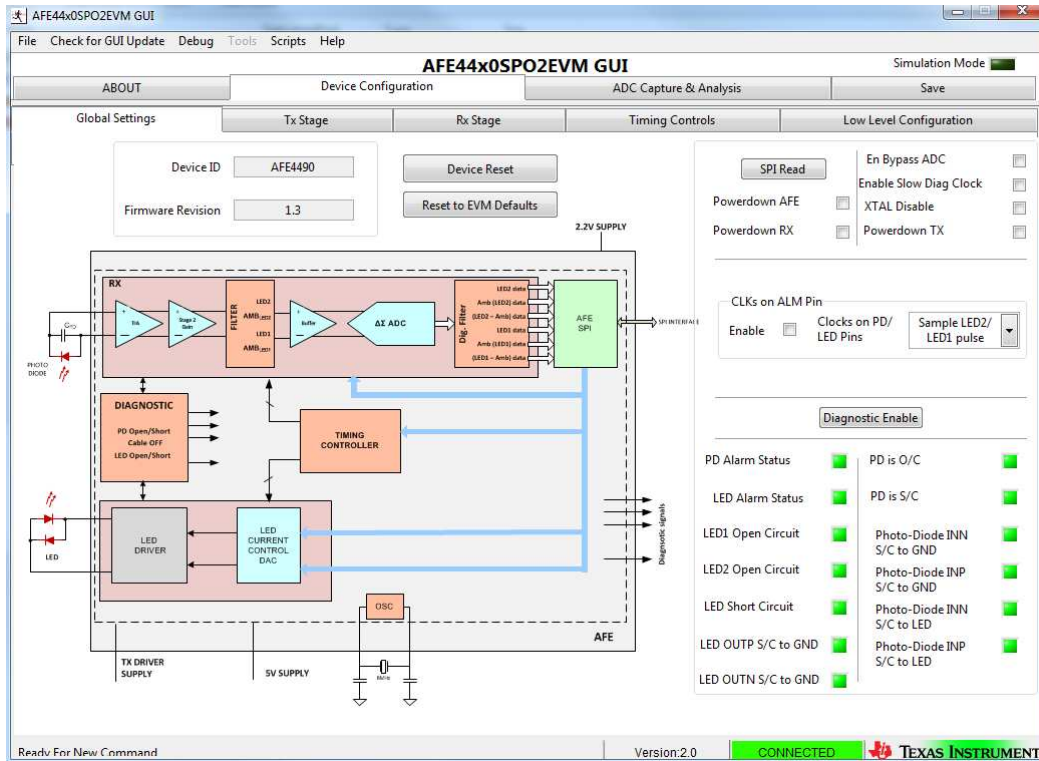 AFE44x0SPO2EVM GUI
File Check for GUI Update Debug Tools Scripts Help
AFE44x0SPO2EVM GUI
Simulation Mode
ABOUT
Device Configuration
ADC Capture & Analysis
Save
Global Settings
Tx Stage
Rx Stage
Timing Controls
Low Level Configuration
Device ID
AFE4490
Firmware Revision
1.3
Device Reset
Reset to EVM Defaults
SPI Read
Powerdown AFE
Powerdown RX
En Bypass ADC
Enable Slow Diag Clock
XTAL Disable
Powerdown TX
CLKs on ALM Pin
Enable
Clocks on PD/
LED Pins
Sample LED2/
LED1 pulse
Diagnostic Enable
PD Alarm Status
LED Alarm Status
LED1 Open Circuit
LED2 Open Circuit
LED Short Circuit
LED OUTP S/C to GND
LED OUTN S/C to GND
PD is O/C
PD is S/C
Photo-Diode INN
S/C to GND
Photo-Diode INP
S/C to GND
Photo-Diode INN
S/C to LED
Photo-Diode INP
S/C to LED
2.2V SUPPLY
RX
Stage 2
Gain
FILTER
LED2
AMBLED2
LED1
AMBLED1
Buffer
ΔΣ ADC
Dig. Filter
LED2 data
Amb (LED2) data
(LED2 – Amb) data
LED1 data
Amb (LED1) data
(LED1 – Amb) data
AFE
SPI
SPI INTERFACE
PHOTO
DIODE
DIAGNOSTIC
PD Open/Short
Cable OFF
LED Open/Short
TIMING
CONTROLLER
LED
LED
DRIVER
LED
CURRENT
CONTROL
DAC
Diagnostic signals
OSC
AFE
TX DRIVER
SUPPLY
5V SUPPLY
Ready For New Command
Version:2.0
CONNECTED
TEXAS INSTRUMENT